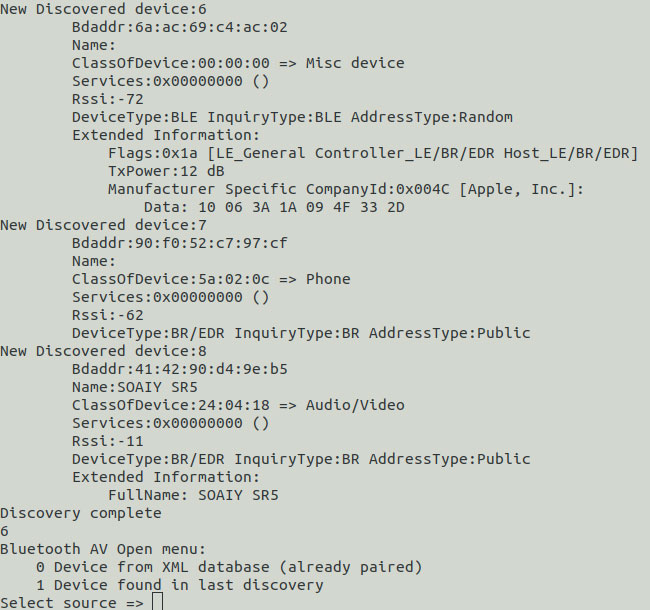 New Discovered device:6
Bdaddr:6a:ac:69:c4:ac:02
Name:
ClassOfDevice:00:00:00 => Misc device
Services:0x00000000 ()
Rssi:-72
DeviceType:BLE InquiryType:BLE AddressType:Random
Extended Information:
Flags:0x1a [LE_General Controller_LE/BR/EDR Host_LE/BR/EDR]
TxPower:12 dB
Manufacturer Specific CompanyId:0x004C [Apple, Inc.]:
Data: 10 06 3A 1A 09 4F 33 2D
New Discovered device:7
Bdaddr:90:f0:52:c7:97:cf
Name:
ClassOfDevice:5a:02:0c => Phone
Services:0x00000000 ()
Rssi:-62
DeviceType:BR/EDR InquiryType:BR AddressType:Public
New Discovered device:8
Bdaddr:41:42:90:d4:9e:b5
Name:SOAIY SR5
ClassOfDevice:24:04:18 => Audio/Video
Services:0x00000000 ()
Rssi:-11
DeviceType:BR/EDR InquiryType:BR AddressType:Public
Extended Information:
FullName: SOAIY SR5
Discovery complete
6
Bluetooth AV Open menu:
0 Device from XML database (already paired)
1 Device found in last discovery
Select source =>